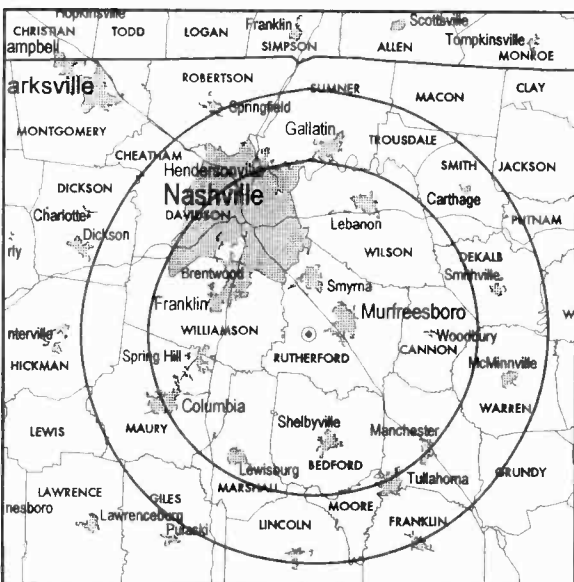 Hopkinsville
CHRISTIAN
TODD
LOGAN
Franklin
SIMPSON
ALLEN
Scottsville
Tompkinsville
MONROE
ampbell
arksville
ROBERTSON
Springfield
SUMNER
MACON
CLAY
MONTGOMERY
Gallatin
TROUSDALE
CHEATHAM
Hendersonville
SMITH
JACKSON
DICKSON
Nashville
Carthage
Charlotte
DAVIDSON
Lebanon
PUTNAM
Dickson
WILSON
DEKALB
rly
Brentwood
Smyrna
Smithville
Franklin
Murfreesboro
W
nterville
WILLIAMSON
Woodbury
HICKMAN
Spring Hill
RUTHERFORD
CANNON
McMinnville
Columbia
WARREN
LEWIS
MAURY
Shelbyville
Manchester
Lewisburg
BEDFORD
GRUNDY
LAWRENCE
GILES
MARSHALL
Tullahoma
nesboro
Lawrenceburg
MOORE
Pulaski
LINCOLN
FRANKLIN